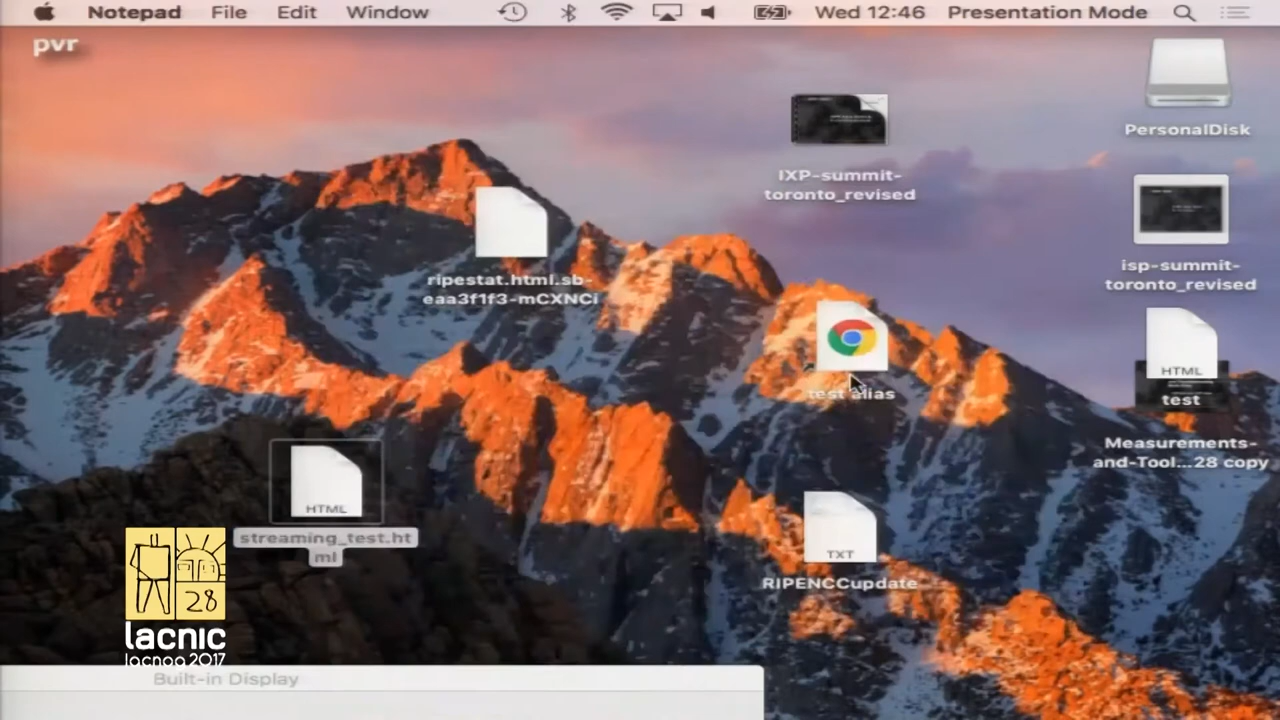 Notepad File Edit Window Wed 12:46 Presentation Mode
pvr
PersonalDisk
IXP-summit-
toronto_revised
isp-summit-
toronto_revised
ripestat.html.sb-
eaa3f1f3-mCXNCi
HTML
test
test alias
Measurements-
and-Tool...28 copy
HTML
streaming_test.ht
ml
TXT
RIPENCCupdate
28
lacnic
lacnog 2017
Built-in Display